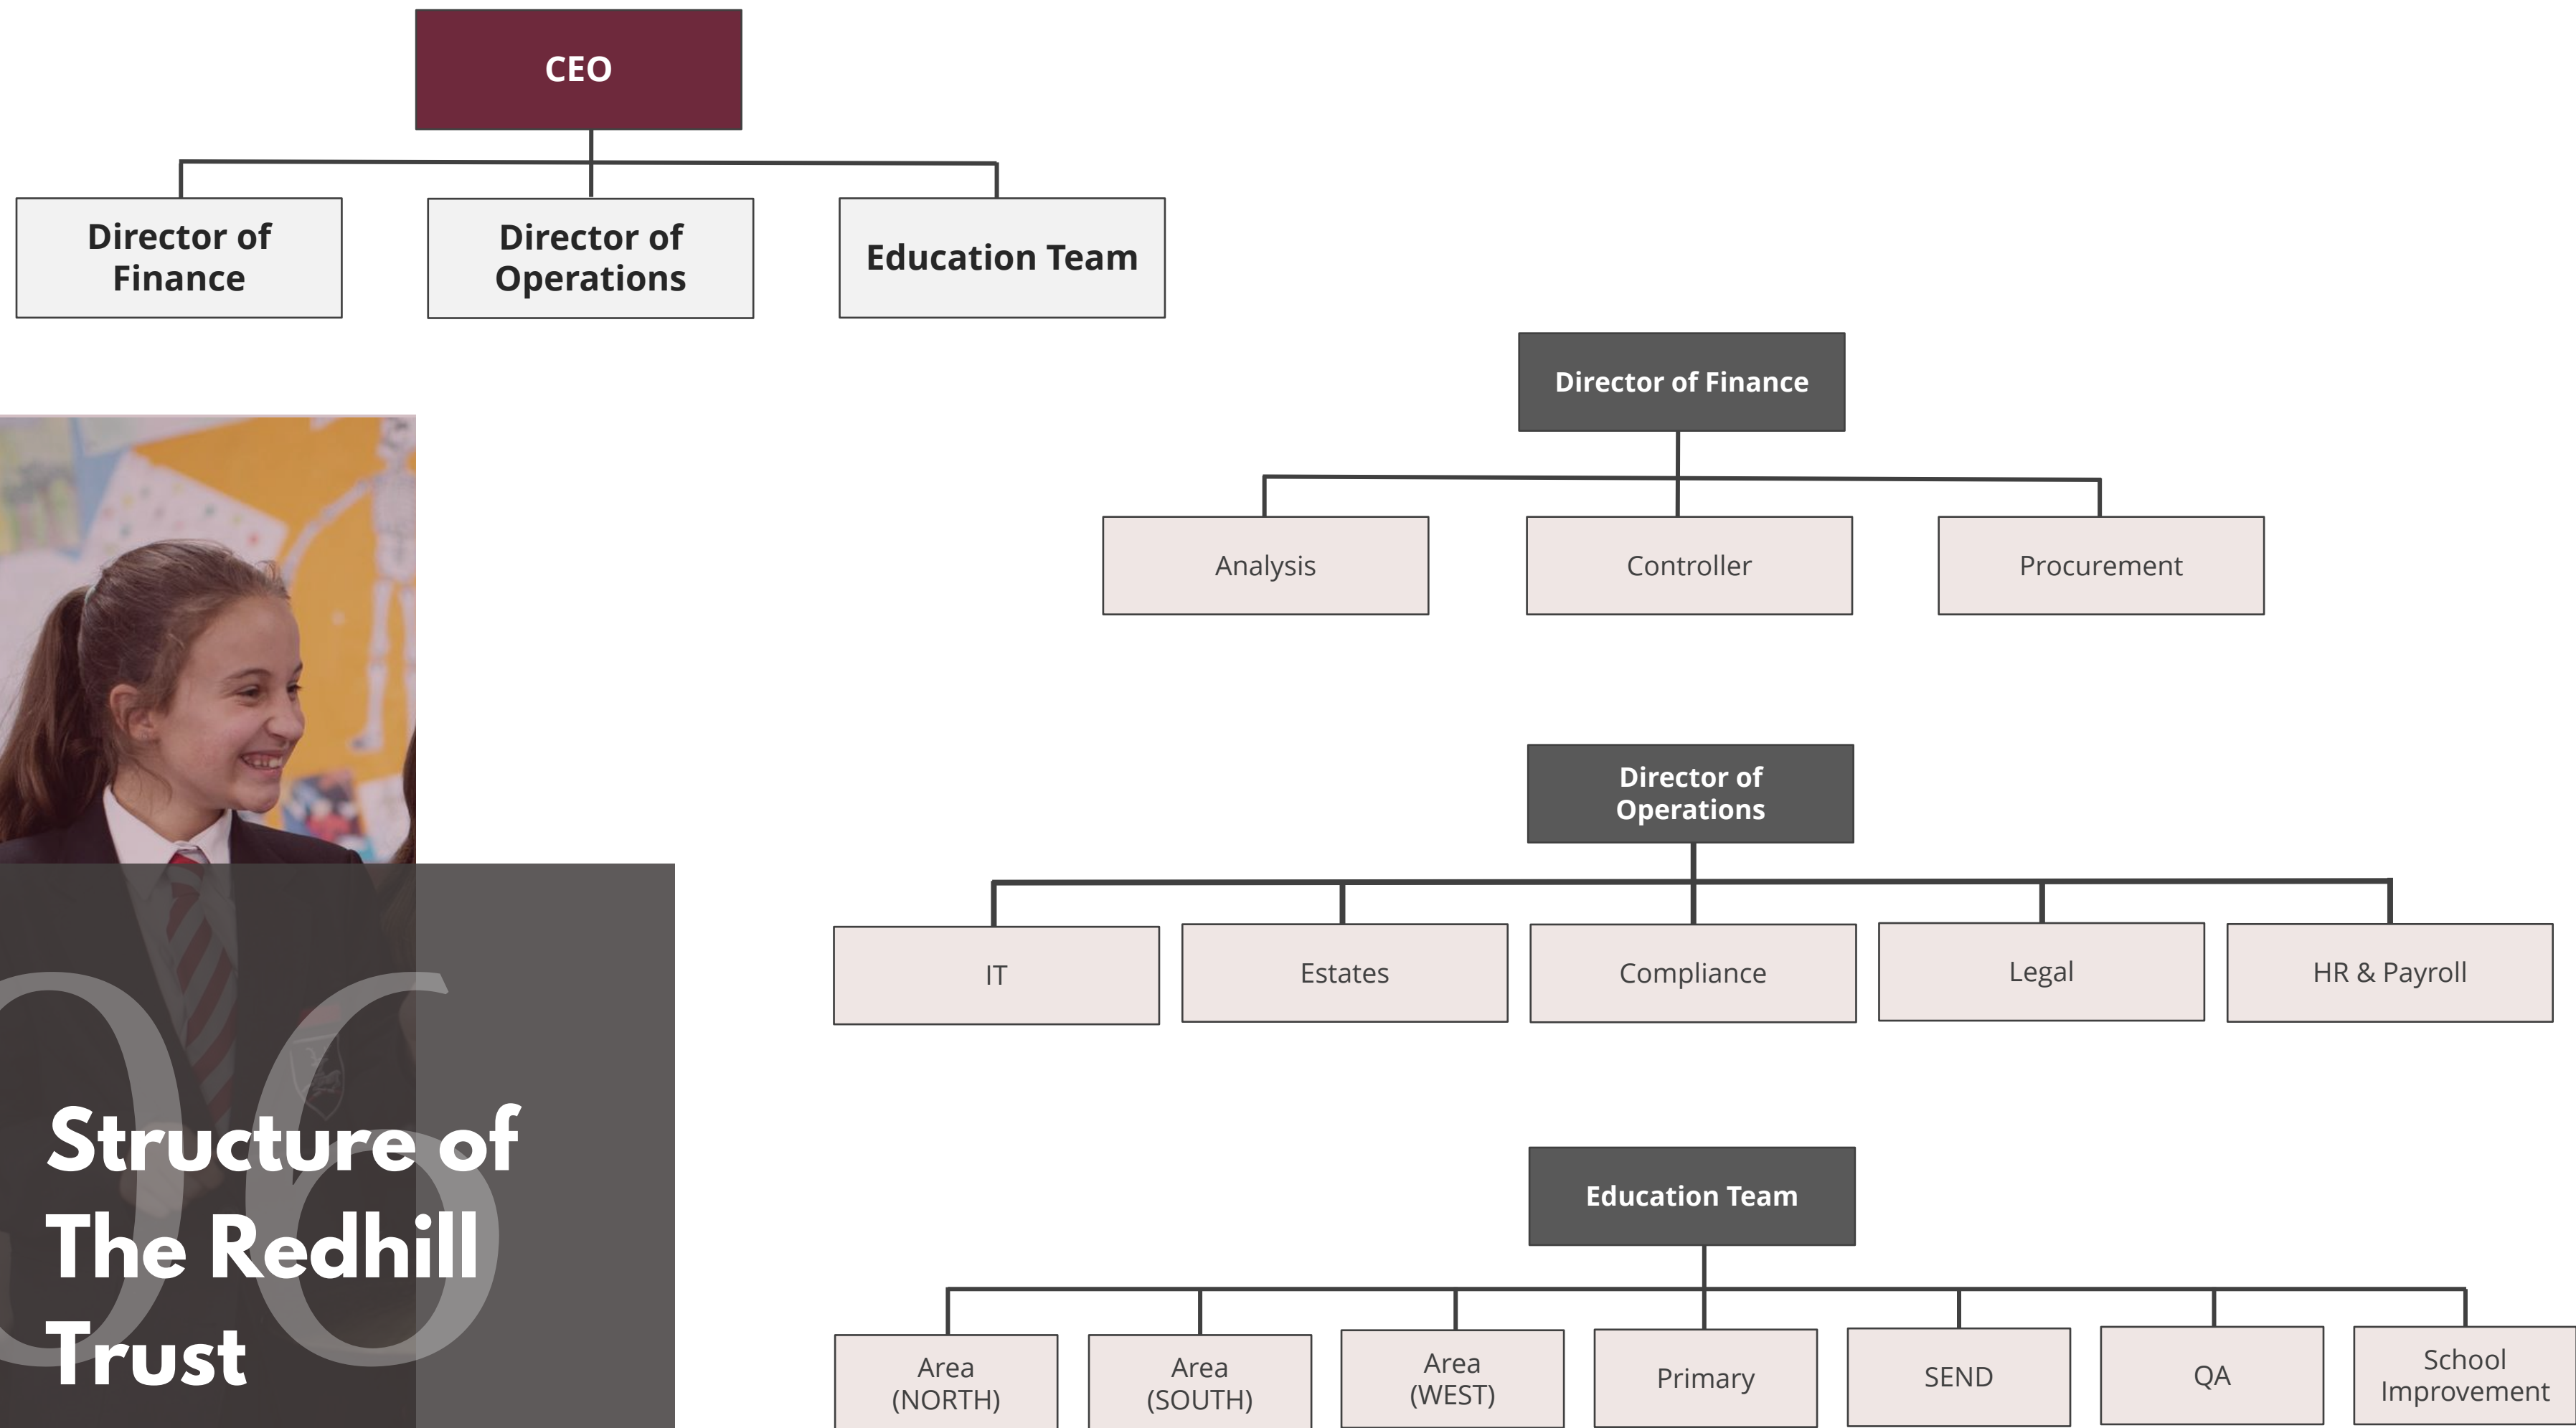 CEO
Director of
Finance
Director of
Operations
Education Team
Director of Finance
Analysis
Controller
Procurement
Director of
Operations
IT
Estates
Compliance
Legal
HR & Payroll
Education Team
Area
(NORTH)
Area
(SOUTH)
Area
(WEST)
Primary
SEND
QA
School
Improvement
06
Structure of
The Redhill
Trust